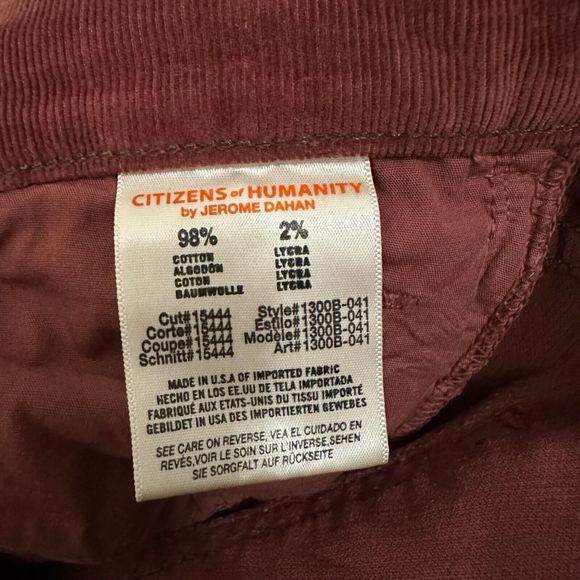 CITIZENS of HUMANITY
by JEROME DAHAN
98% 2%
COTTON LYCRA
ALGODÓN LYCRA
COTON LYCRA
BAUMWOLLE LYCRA
Cut#15444 Style#1300B-041
Corte#15444 Estilo#1300B-041
Coupe#15444 Modèle#1300B-041
Schnitt#15444 Art#1300B-041
MADE IN U.S.A OF IMPORTED FABRIC
HECHO EN LOS EE.UU DE TELA IMPORTADA
FABRIQUÉ AUX ETATS-UNIS DU TISSU IMPORTÉ
GEBILDET IN USA DES IMPORTIERTEN GEWEBES
SEE CARE ON REVERSE, VEA EL CUIDADO EN
REVÉS,VOIR LE SOIN SUR L'INVERSE,SEHEN
SIE SORGFALT AUF RÜCKSEITE